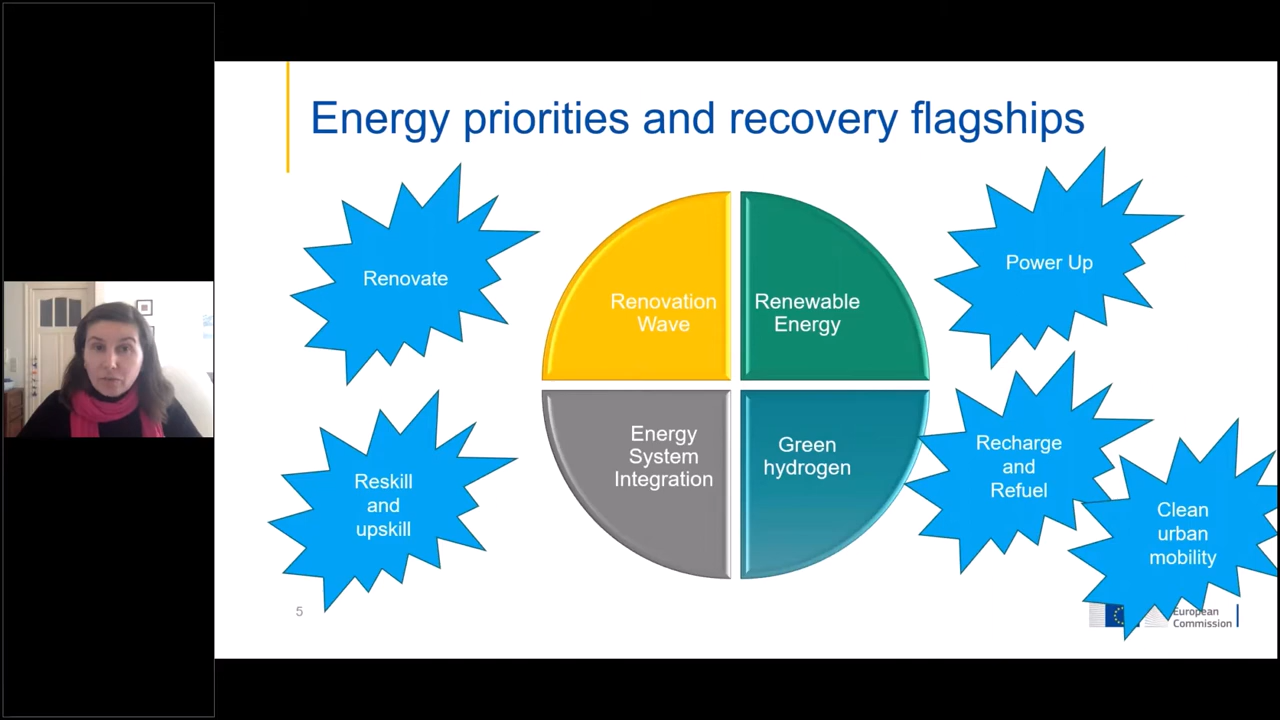 Energy priorities and recovery flagships
Renovate
Power Up
Renovation
Wave
Renewable
Energy
Energy
System
Integration
Green
hydrogen
Reskill
and
upskill
Recharge
and
Refuel
Clean
urban
mobility
5
European
Commission